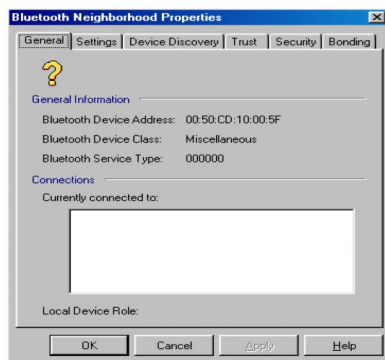 Bluetooth Neighborhood Properties
General Settings Device Discovery Trust Security Bonding
General Information
Bluetooth Device Address: 00:50:CD:10:00:5F
Bluetooth Device Class: Miscellaneous
Bluetooth Service Type: 000000
Connections
Currently connected to:
Local Device Role:
OK Cancel Apply Help